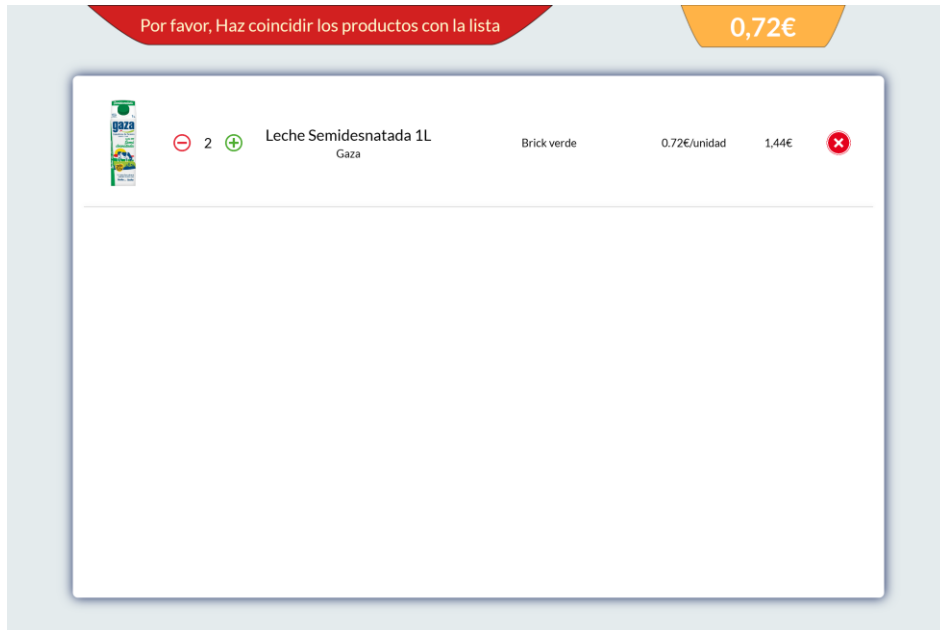 Por favor, Haz coincidir los productos con la lista
0,72€
gaza
2
Leche Semidesnatada 1L
Gaza
Brick verde
0.72€/unidad
1,44€